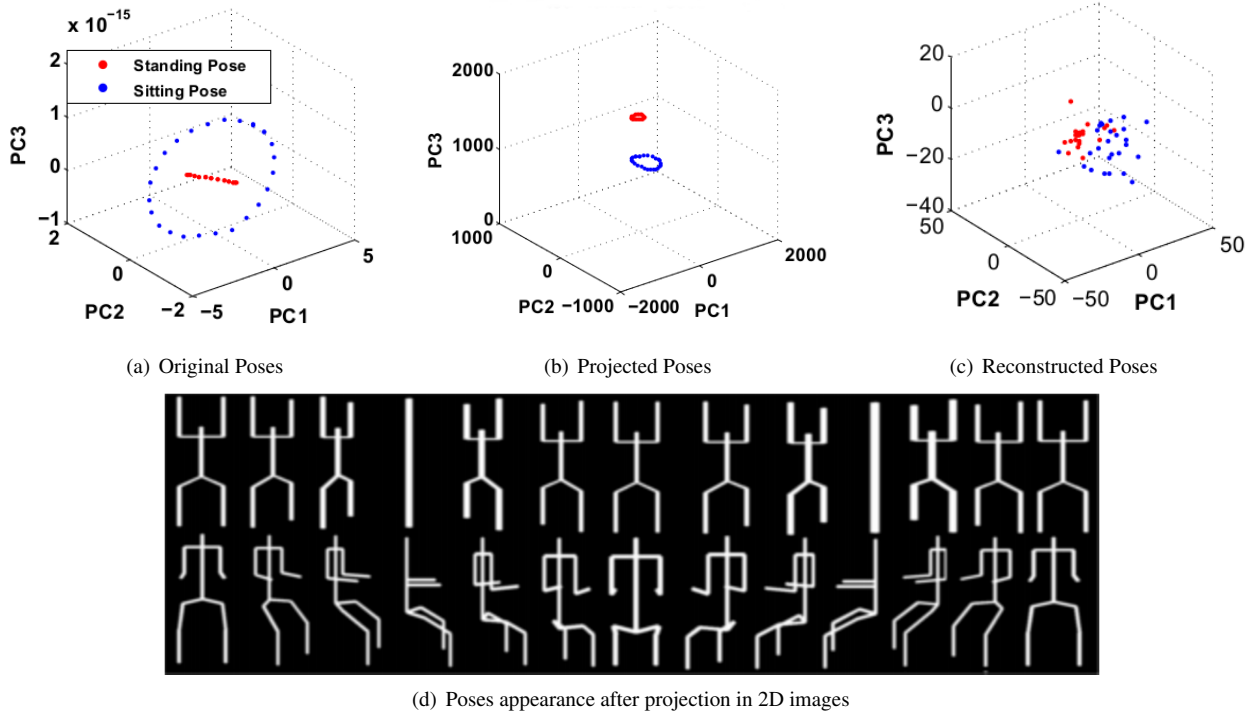 x 10⁻¹⁵
2
1
0
−1
PC3
Standing Pose
Sitting Pose
2
0
−2
PC2
−5
0
5
PC1
2000
1000
0
PC3
1000
0
−1000
PC2
−2000
0
2000
PC1
20
0
−20
−40
PC3
50
0
−50
PC2
−50
0
50
PC1
(a) Original Poses
(b) Projected Poses
(c) Reconstructed Poses
(d) Poses appearance after projection in 2D images